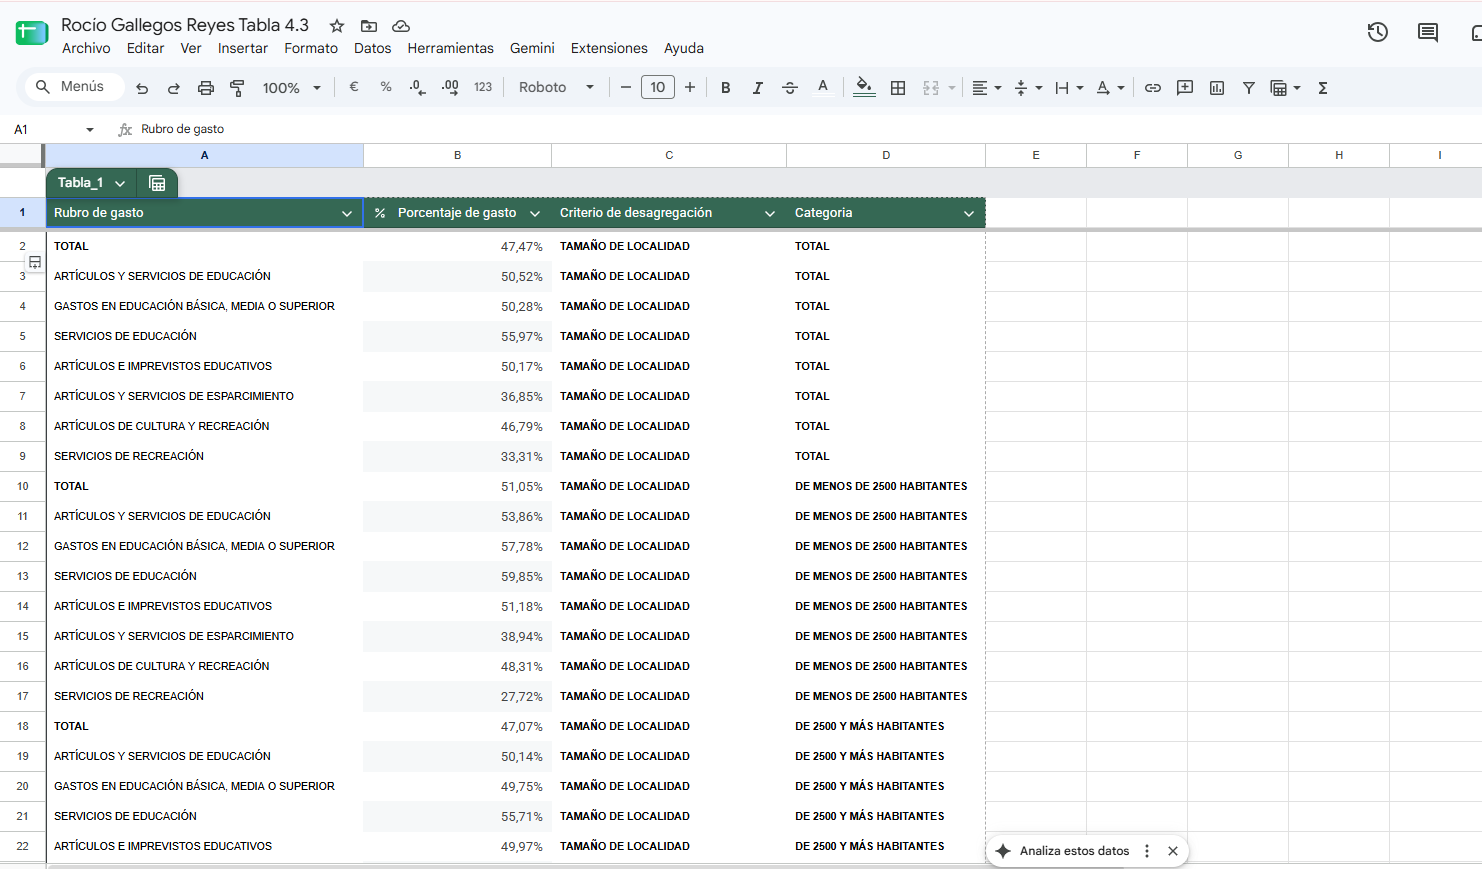 Rocío Gallegos Reyes Tabla 4.3
Archivo Editar Ver Insertar Formato Datos Herramientas Gemini Extensiones Ayuda
Menús 100% € % .0 .00 123 Roboto 10 B I A
A1 fx Rubro de gasto
A B C D E F G H I
Tabla_1
1 Rubro de gasto % Porcentaje de gasto Criterio de desagregación Categoria
2 TOTAL 47,47% TAMAÑO DE LOCALIDAD TOTAL
3 ARTÍCULOS Y SERVICIOS DE EDUCACIÓN 50,52% TAMAÑO DE LOCALIDAD TOTAL
4 GASTOS EN EDUCACIÓN BÁSICA, MEDIA O SUPERIOR 50,28% TAMAÑO DE LOCALIDAD TOTAL
5 SERVICIOS DE EDUCACIÓN 55,97% TAMAÑO DE LOCALIDAD TOTAL
6 ARTÍCULOS E IMPREVISTOS EDUCATIVOS 50,17% TAMAÑO DE LOCALIDAD TOTAL
7 ARTÍCULOS Y SERVICIOS DE ESPARCIMIENTO 36,85% TAMAÑO DE LOCALIDAD TOTAL
8 ARTÍCULOS DE CULTURA Y RECREACIÓN 46,79% TAMAÑO DE LOCALIDAD TOTAL
9 SERVICIOS DE RECREACIÓN 33,31% TAMAÑO DE LOCALIDAD TOTAL
10 TOTAL 51,05% TAMAÑO DE LOCALIDAD DE MENOS DE 2500 HABITANTES
11 ARTÍCULOS Y SERVICIOS DE EDUCACIÓN 53,86% TAMAÑO DE LOCALIDAD DE MENOS DE 2500 HABITANTES
12 GASTOS EN EDUCACIÓN BÁSICA, MEDIA O SUPERIOR 57,78% TAMAÑO DE LOCALIDAD DE MENOS DE 2500 HABITANTES
13 SERVICIOS DE EDUCACIÓN 59,85% TAMAÑO DE LOCALIDAD DE MENOS DE 2500 HABITANTES
14 ARTÍCULOS E IMPREVISTOS EDUCATIVOS 51,18% TAMAÑO DE LOCALIDAD DE MENOS DE 2500 HABITANTES
15 ARTÍCULOS Y SERVICIOS DE ESPARCIMIENTO 38,94% TAMAÑO DE LOCALIDAD DE MENOS DE 2500 HABITANTES
16 ARTÍCULOS DE CULTURA Y RECREACIÓN 48,31% TAMAÑO DE LOCALIDAD DE MENOS DE 2500 HABITANTES
17 SERVICIOS DE RECREACIÓN 27,72% TAMAÑO DE LOCALIDAD DE MENOS DE 2500 HABITANTES
18 TOTAL 47,07% TAMAÑO DE LOCALIDAD DE 2500 Y MÁS HABITANTES
19 ARTÍCULOS Y SERVICIOS DE EDUCACIÓN 50,14% TAMAÑO DE LOCALIDAD DE 2500 Y MÁS HABITANTES
20 GASTOS EN EDUCACIÓN BÁSICA, MEDIA O SUPERIOR 49,75% TAMAÑO DE LOCALIDAD DE 2500 Y MÁS HABITANTES
21 SERVICIOS DE EDUCACIÓN 55,71% TAMAÑO DE LOCALIDAD DE 2500 Y MÁS HABITANTES
22 ARTÍCULOS E IMPREVISTOS EDUCATIVOS 49,97% TAMAÑO DE LOCALIDAD DE 2500 Y MÁS HABITANTES
Analiza estos datos